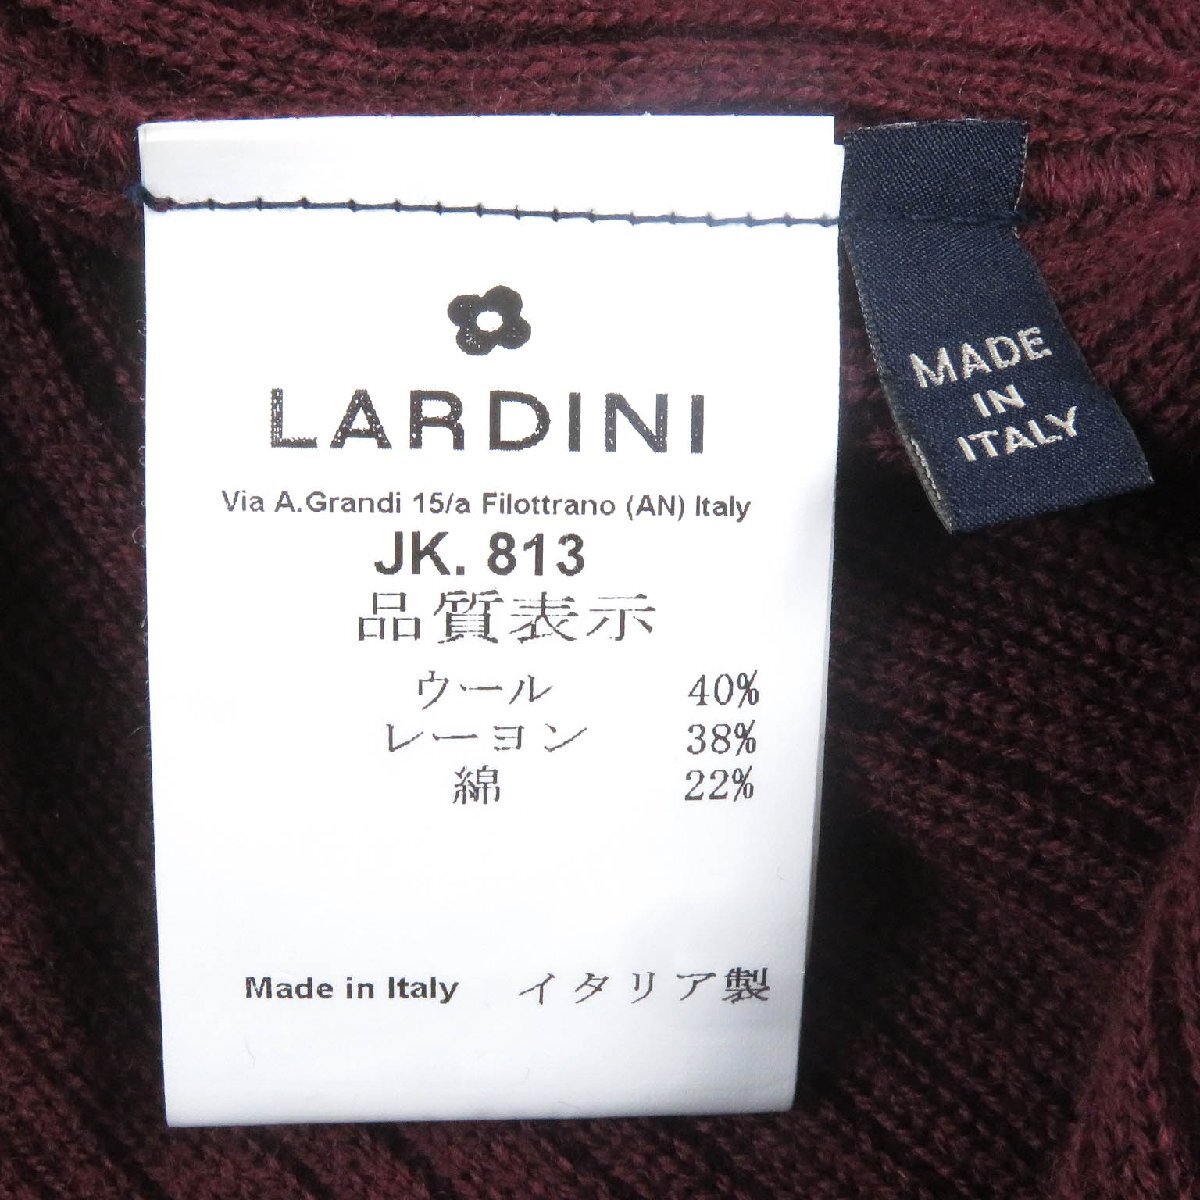 LARDINI
Via A.Grandi 15/a Filottrano (AN) Italy
JK. 813
品質表示
ウール 40%
レーヨン 38%
綿 22%
Made in Italy イタリア製
MADE
IN
ITALY